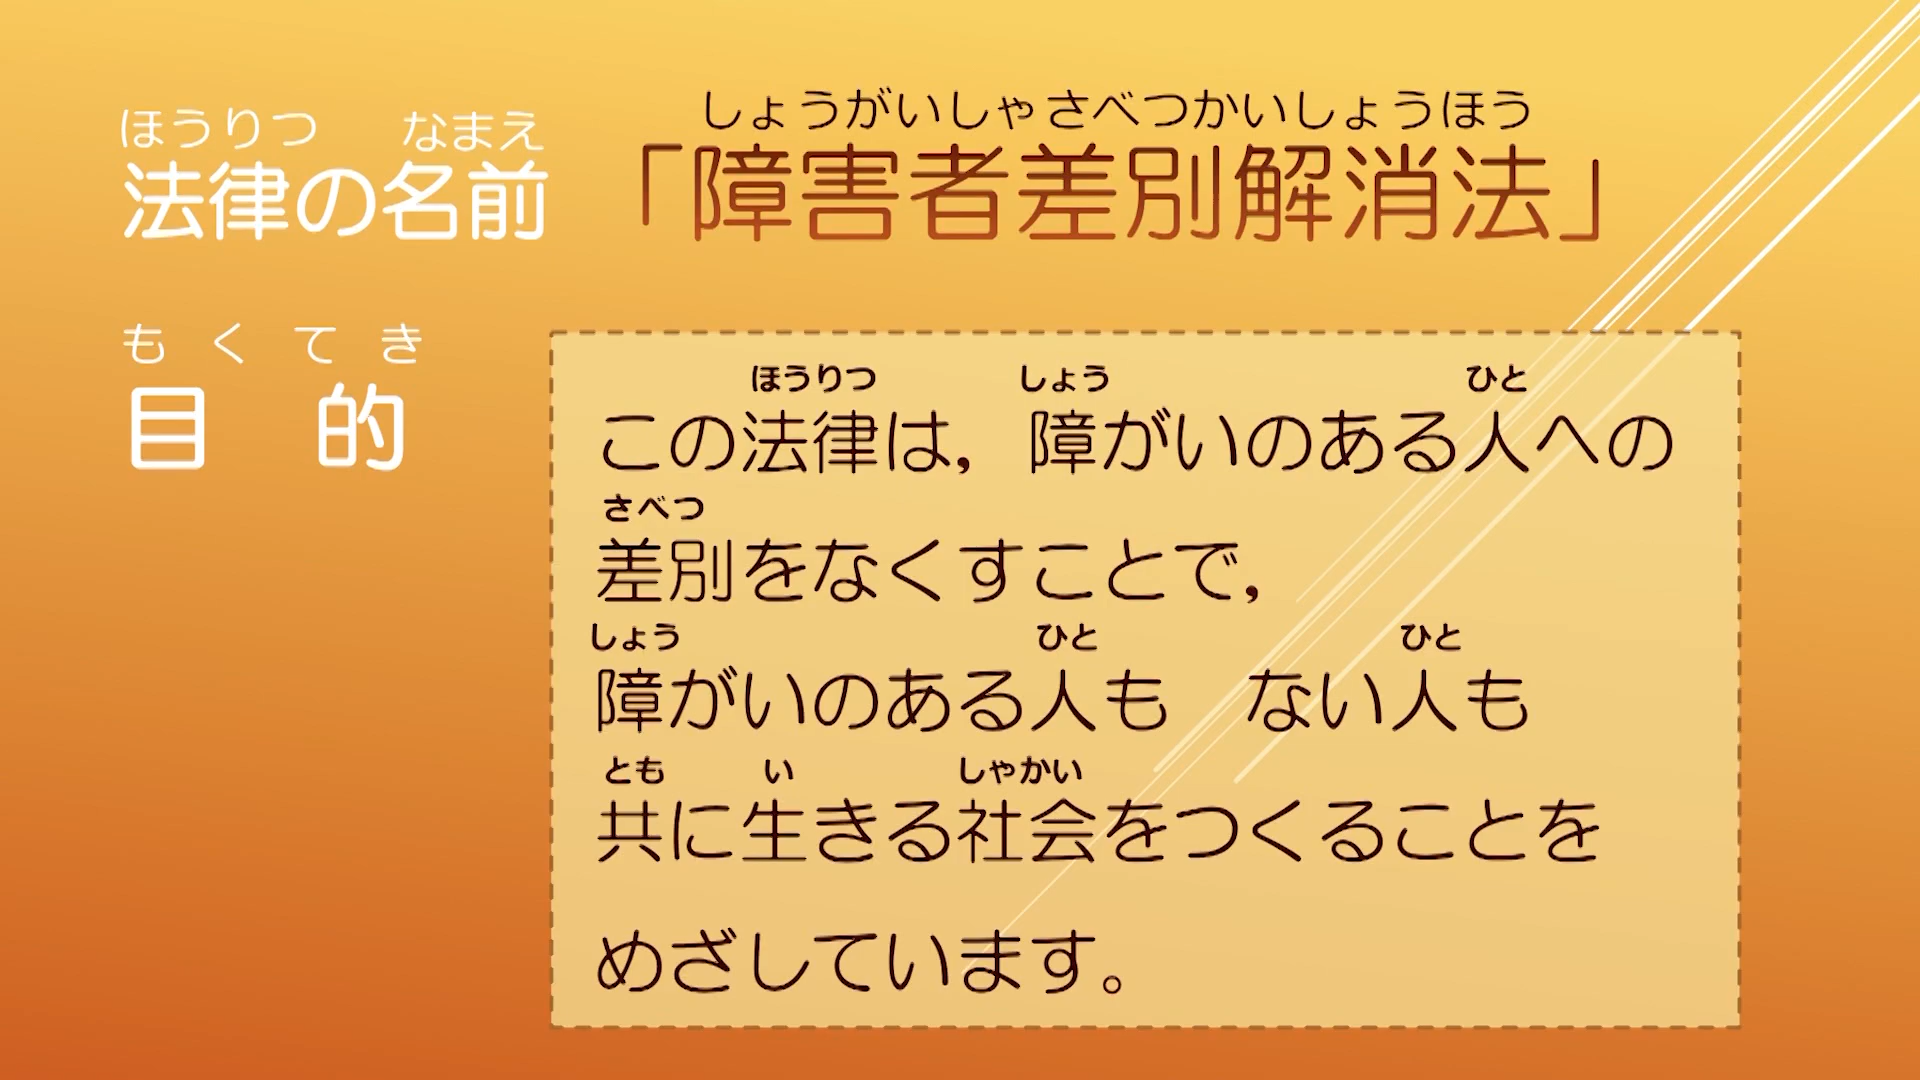 ほうりつ なまえ
法律の名前
しょうがいしゃさべつかいしょうほう
「障害者差別解消法」
もくてき
目 的
ほうりつ しょう ひと
この法律は，障がいのある人への
さべつ
差別をなくすことで，
しょう ひと ひと
障がいのある人も ない人も
とも い しゃかい
共に生きる社会をつくることを
めざしています。